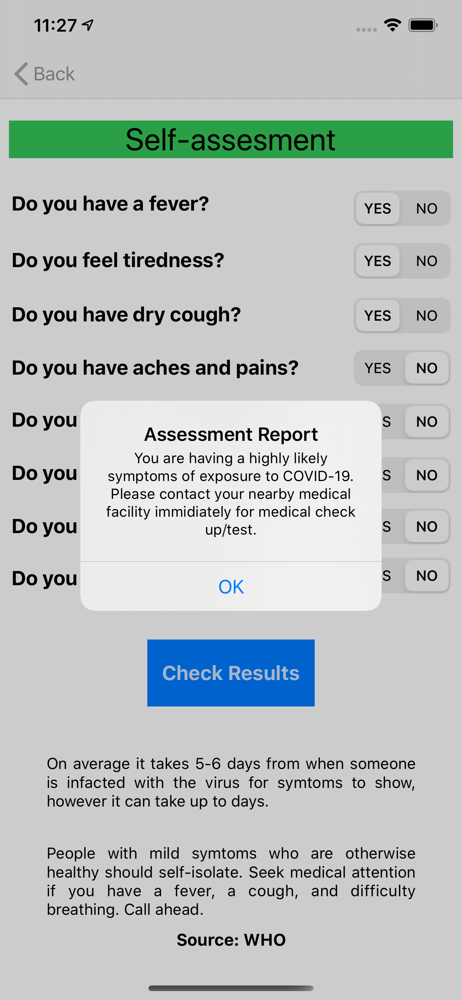 11:27
Back
Self-assesment
Do you have a fever?
YES NO
Do you feel tiredness?
YES NO
Do you have dry cough?
YES NO
Do you have aches and pains?
YES NO
Do you
S NO
Do you
S NO
Do you
S NO
Do you
S NO
Assessment Report
You are having a highly likely
symptoms of exposure to COVID-19.
Please contact your nearby medical
facility immidiately for medical check
up/test.
OK
Check Results
On average it takes 5-6 days from when someone
is infacted with the virus for symtoms to show,
however it can take up to days.
People with mild symtoms who are otherwise
healthy should self-isolate. Seek medical attention
if you have a fever, a cough, and difficulty
breathing. Call ahead.
Source: WHO